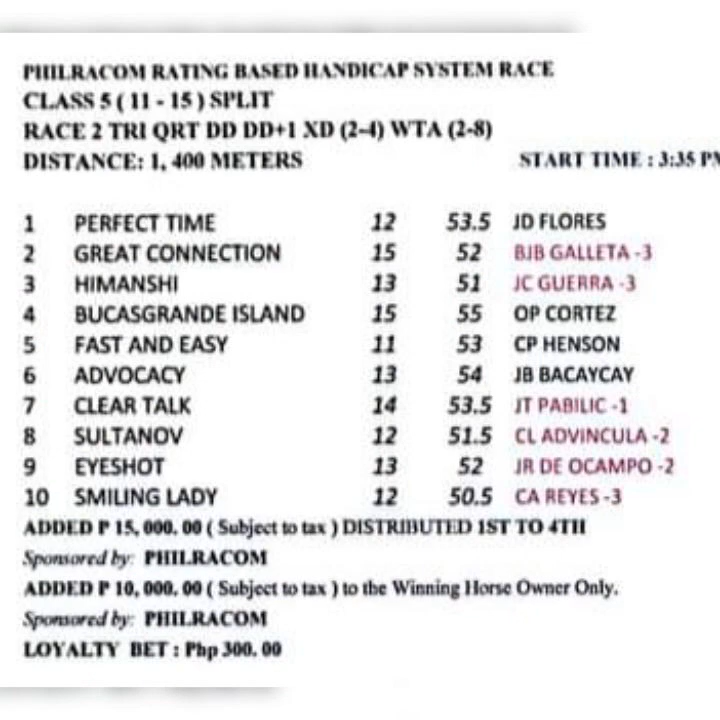 PHILRACOM RATING BASED HANDICAP SYSTEM RACE
CLASS 5 ( 11 - 15 ) SPLIT
RACE 2 TRI QRT DD DD+1 XD (2-4) WTA (2-8)
DISTANCE: 1, 400 METERS START TIME : 3:35 PM
1 PERFECT TIME 12 53.5 JD FLORES
2 GREAT CONNECTION 15 52 BJB GALLETA -3
3 HIMANSHI 13 51 JC GUERRA -3
4 BUCASGRANDE ISLAND 15 55 OP CORTEZ
5 FAST AND EASY 11 53 CP HENSON
6 ADVOCACY 13 54 JB BACAYCAY
7 CLEAR TALK 14 53.5 JT PABILIC -1
8 SULTANOV 12 51.5 CL ADVINCULA -2
9 EYESHOT 13 52 JR DE OCAMPO -2
10 SMILING LADY 12 50.5 CA REYES -3
ADDED P 15, 000. 00 ( Subject to tax ) DISTRIBUTED 1ST TO 4TH
Sponsored by: PHILRACOM
ADDED P 10, 000. 00 ( Subject to tax ) to the Winning Horse Owner Only.
Sponsored by: PHILRACOM
LOYALTY BET : Php 300. 00